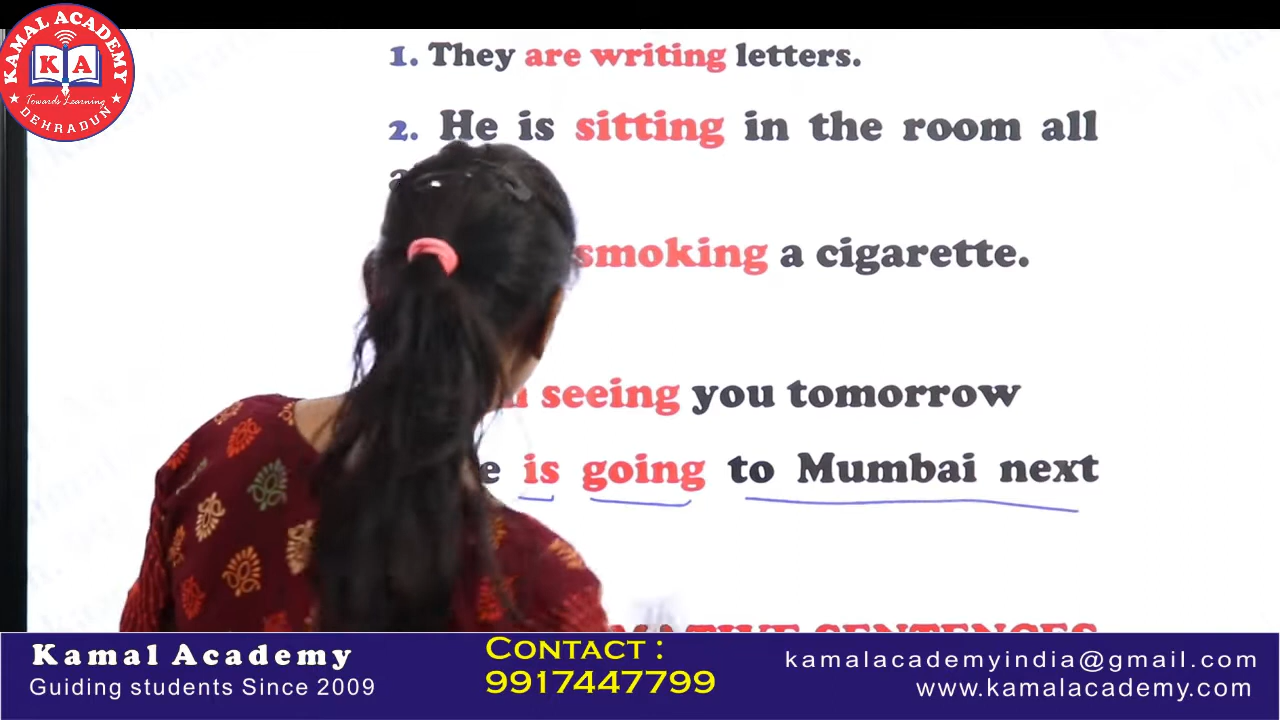 KAMAL ACADEMY
K A
Towards Learning
DEHRADUN
1. They are writing letters.
2. He is sitting in the room all
smoking a cigarette.
seeing you tomorrow
is going to Mumbai next
SENTENCES
Kamal Academy
Guiding students Since 2009
CONTACT :
9917447799
kamalacademyindia@gmail.com
www.kamalacademy.com